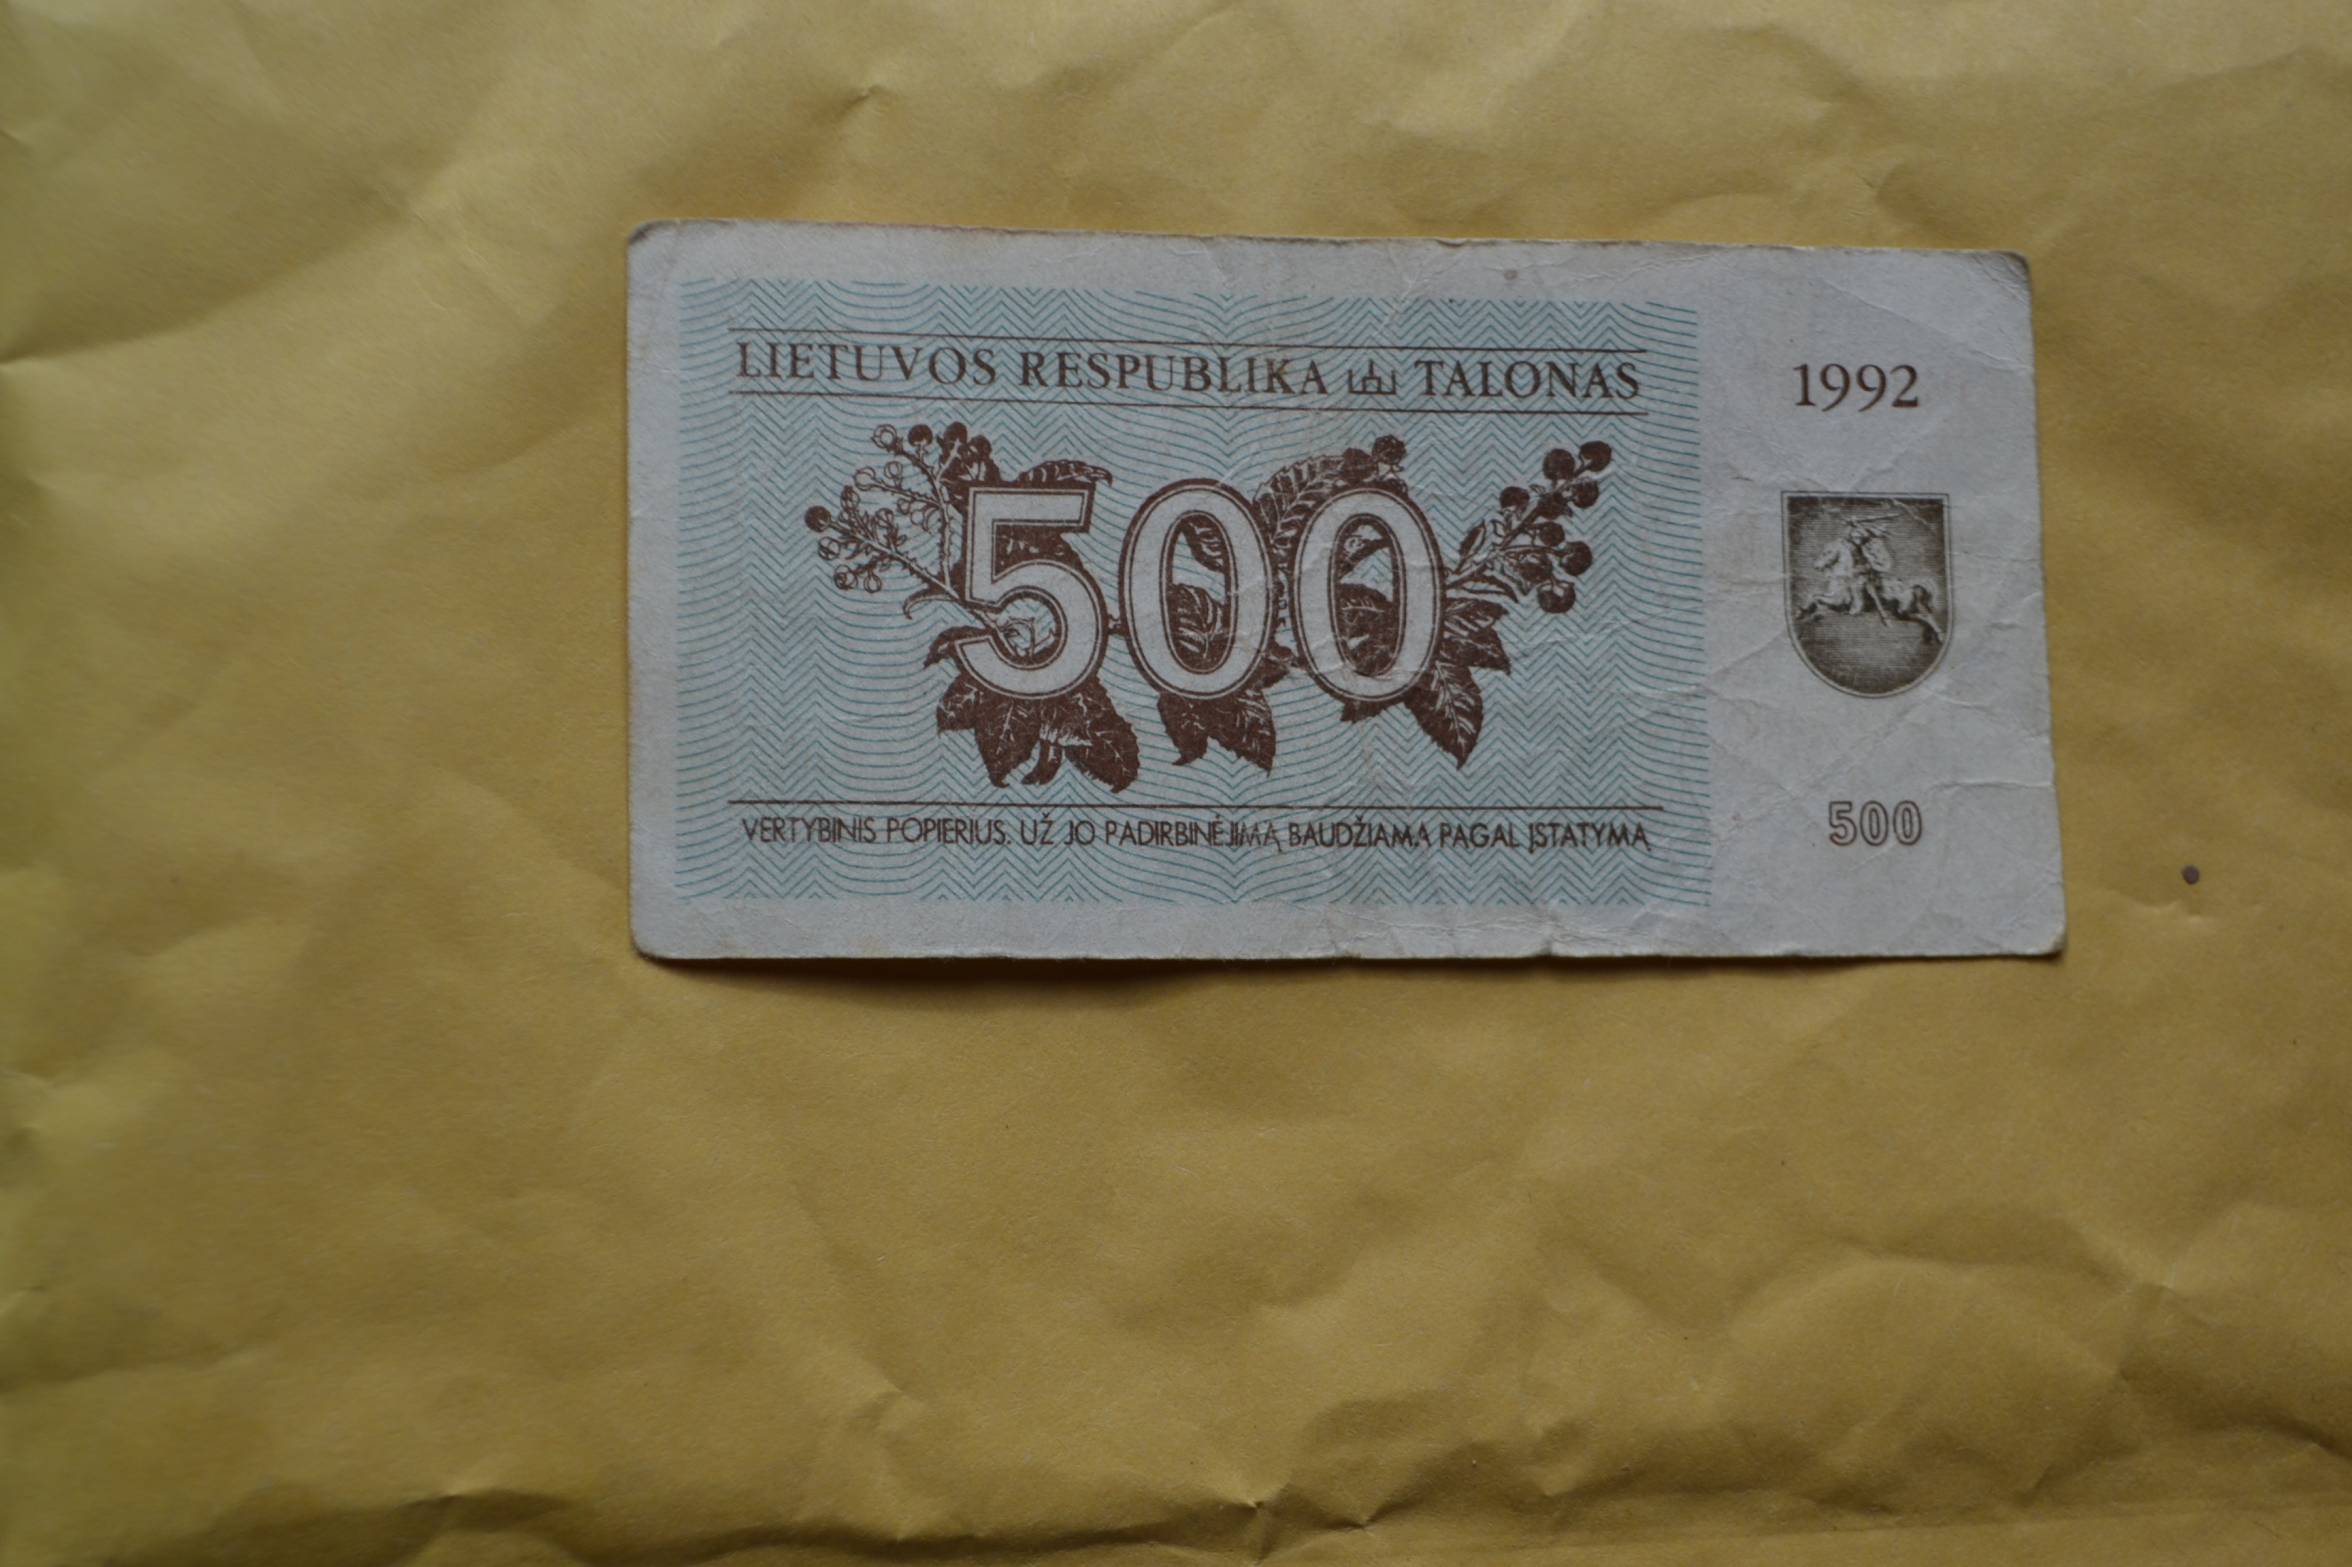 LIETUVOS RESPUBLIKA TALONAS
1992
500
VERTYBINIS POPIERIUS. UŽ JO PADIRBINĖJIMĄ BAUDŽIAMA PAGAL ĮSTATYMĄ
500